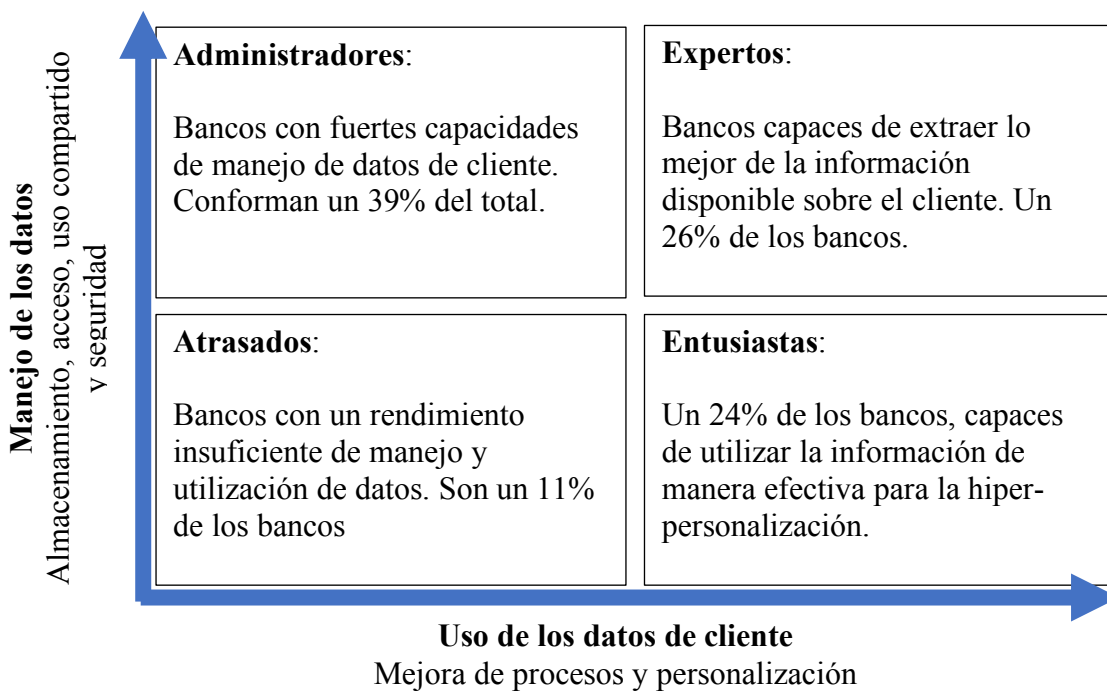 Manejo de los datos
Almacenamiento, acceso, uso compartido
y seguridad
Administradores:
Bancos con fuertes capacidades
de manejo de datos de cliente.
Conforman un 39% del total.
Expertos:
Bancos capaces de extraer lo
mejor de la información
disponible sobre el cliente. Un
26% de los bancos.
Atrasados:
Bancos con un rendimiento
insuficiente de manejo y
utilización de datos. Son un 11%
de los bancos
Entusiastas:
Un 24% de los bancos, capaces
de utilizar la información de
manera efectiva para la hiper-
personalización.
Uso de los datos de cliente
Mejora de procesos y personalización